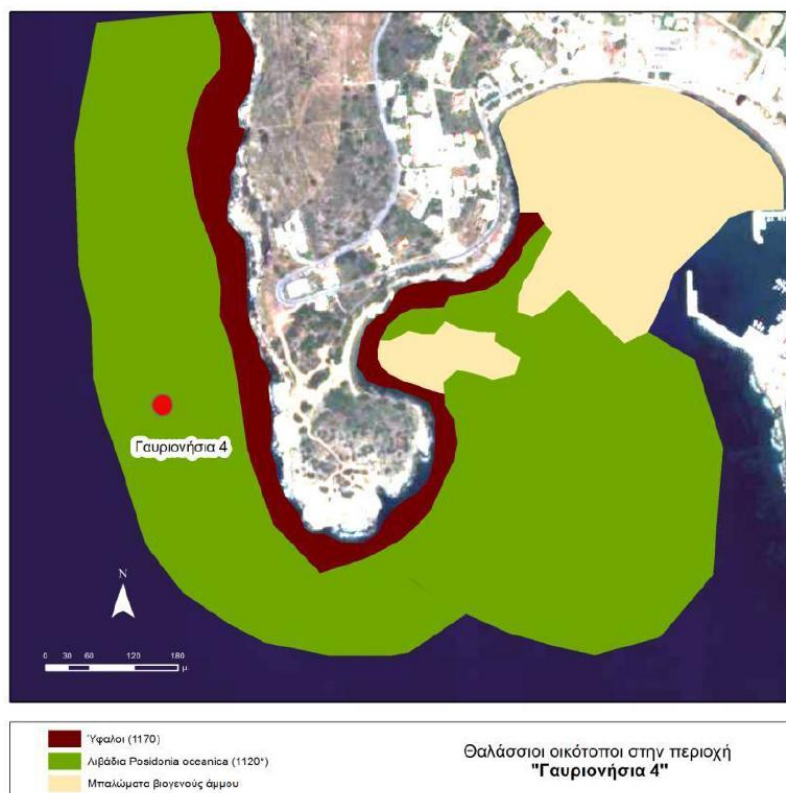 Γαυριονήσια 4
N
0 30 60 120 180
μ.
Ύφαλοι (1170)
Λιβάδια Posidonia oceanica (1120*)
Μπαλώματα βιογενούς άμμου
Θαλάσσιοι οικότοποι στην περιοχή
"Γαυριονήσια 4"